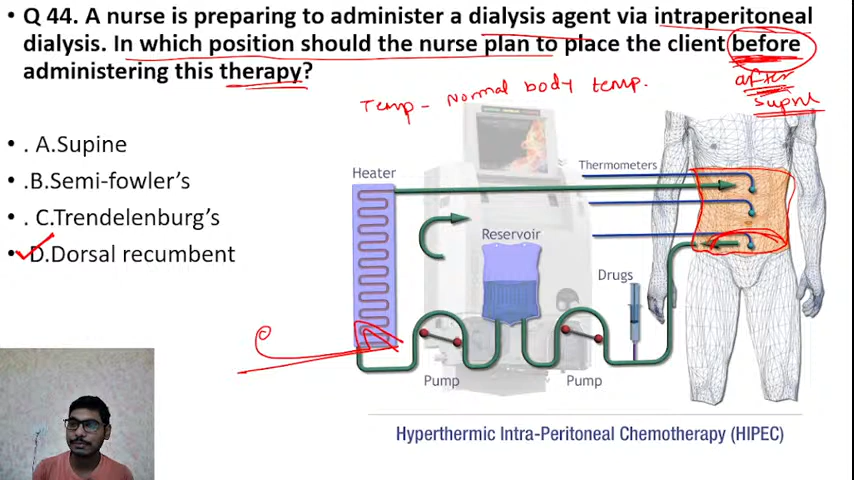 Q 44. A nurse is preparing to administer a dialysis agent via intraperitoneal
dialysis. In which position should the nurse plan to place the client before
administering this therapy?
after
supine
Temp - Normal body temp.
. A.Supine
.B.Semi-fowler's
. C.Trendelenburg's
D.Dorsal recumbent
Heater
Thermometers
Reservoir
Drugs
Pump
Pump
Hyperthermic Intra-Peritoneal Chemotherapy (HIPEC)